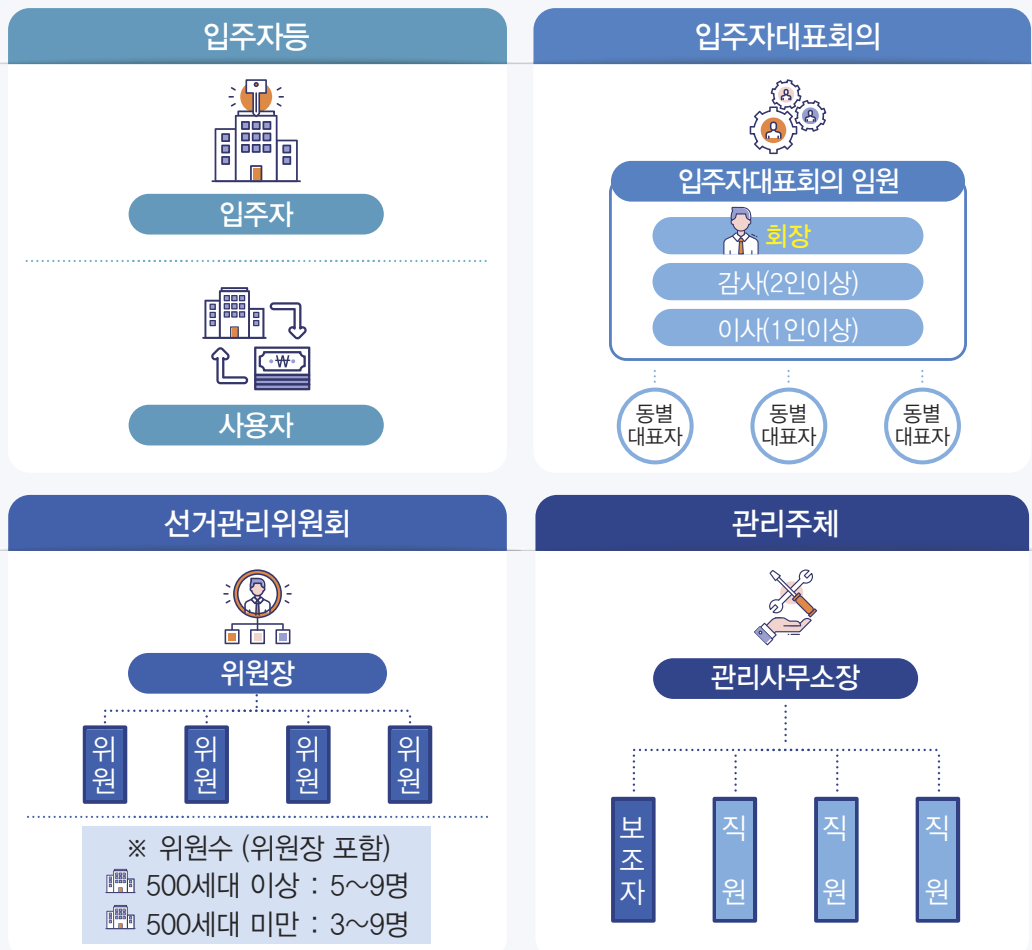 입주자등
입주자
사용자
입주자대표회의
입주자대표회의 임원
회장
감사(2인이상)
이사(1인이상)
동별
대표자
동별
대표자
동별
대표자
선거관리위원회
위원장
위원
위원
위원
위원
※ 위원수 (위원장 포함)
500세대 이상 : 5~9명
500세대 미만 : 3~9명
관리주체
관리사무소장
보조자
직원
직원
직원